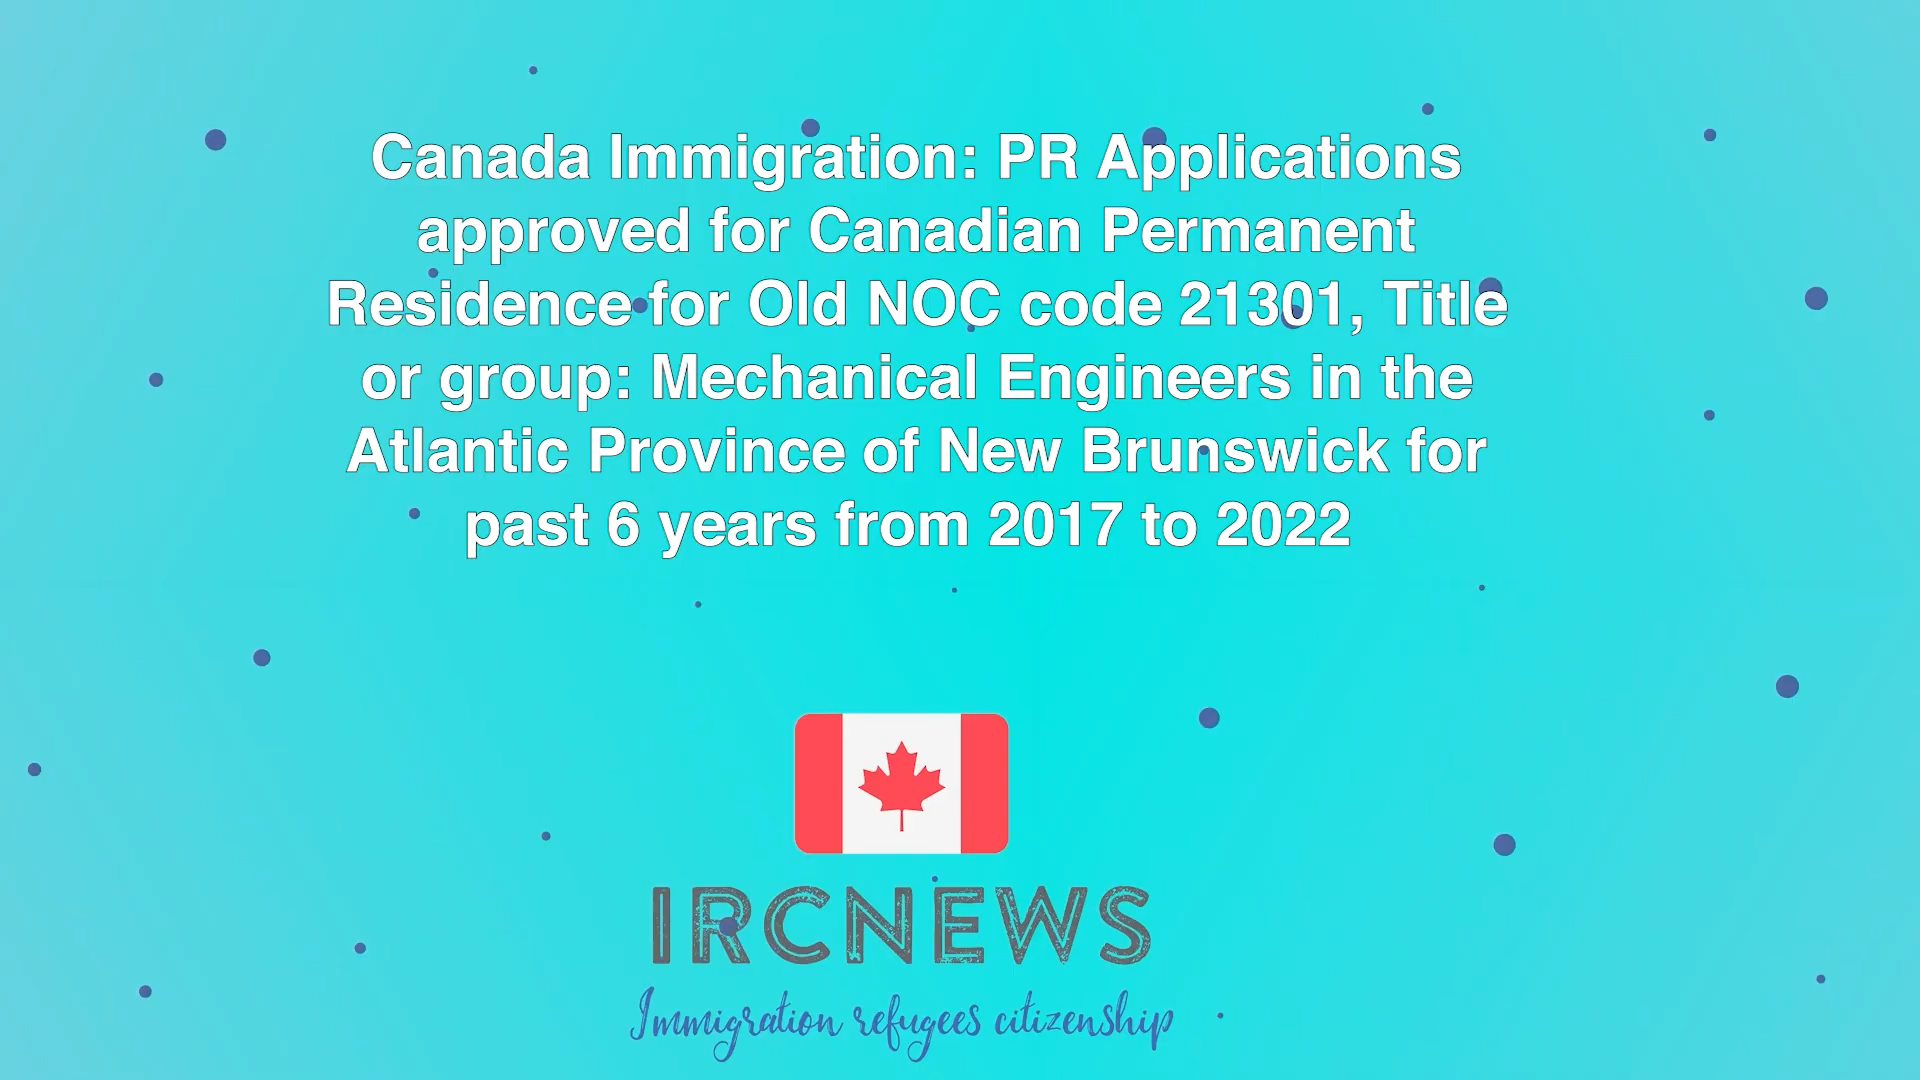 Canada Immigration: PR Applications
approved for Canadian Permanent
Residence for Old NOC code 21301, Title
or group: Mechanical Engineers in the
Atlantic Province of New Brunswick for
past 6 years from 2017 to 2022
IRCNEWS
Immigration refugees citizenship